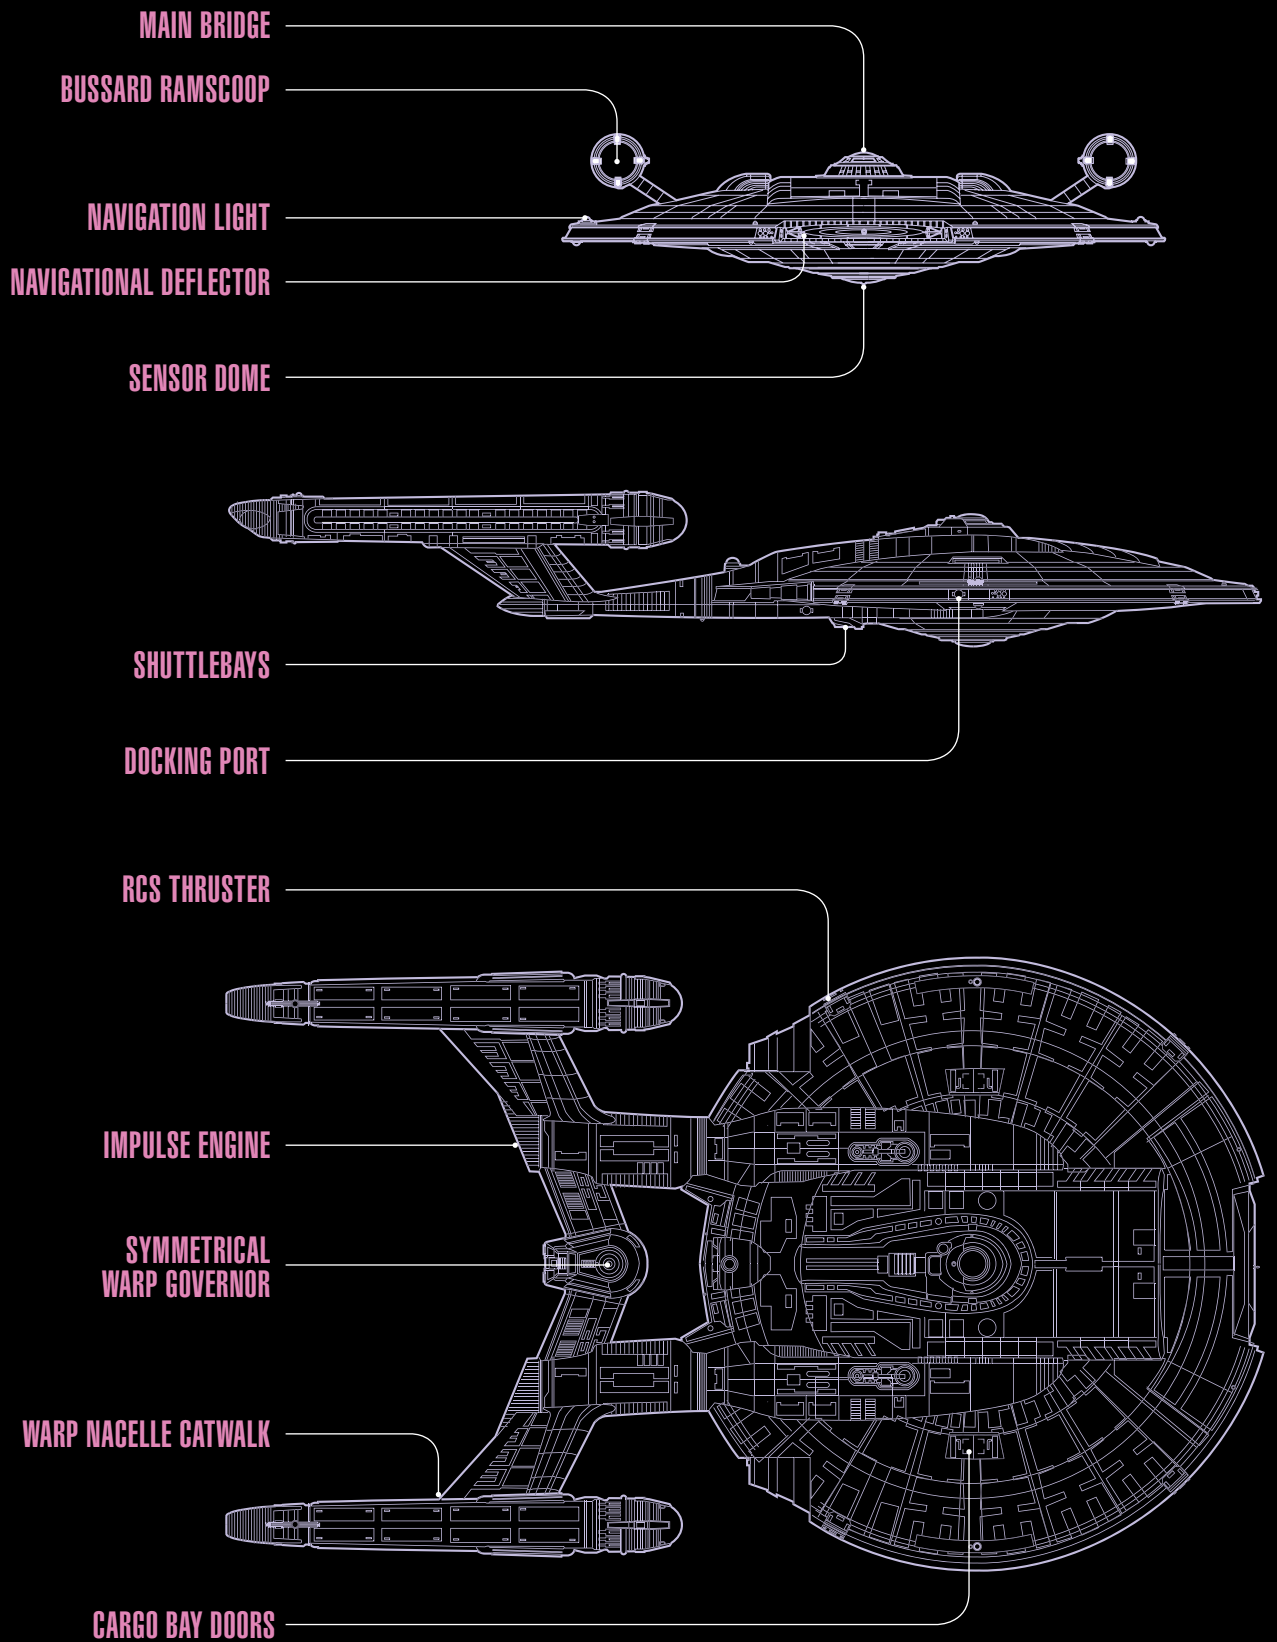 MAIN BRIDGE
BUSSARD RAMSCOOP
NAVIGATION LIGHT
NAVIGATIONAL DEFLECTOR
SENSOR DOME
SHUTTLEBAYS
DOCKING PORT
RCS THRUSTER
IMPULSE ENGINE
SYMMETRICAL
WARP GOVERNOR
WARP NACELLE CATWALK
CARGO BAY DOORS